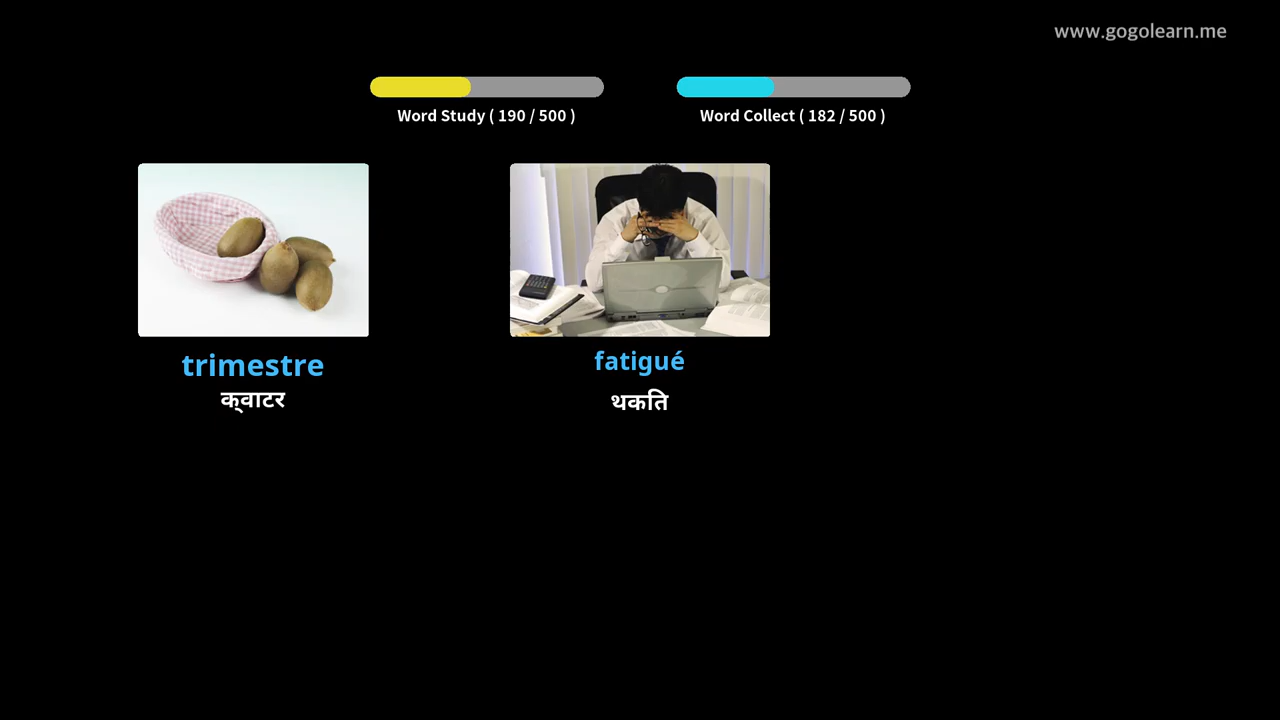 www.gogolearn.me
Word Study ( 190 / 500 )
Word Collect ( 182 / 500 )
trimestre
क्वाटर
fatigué
थकति